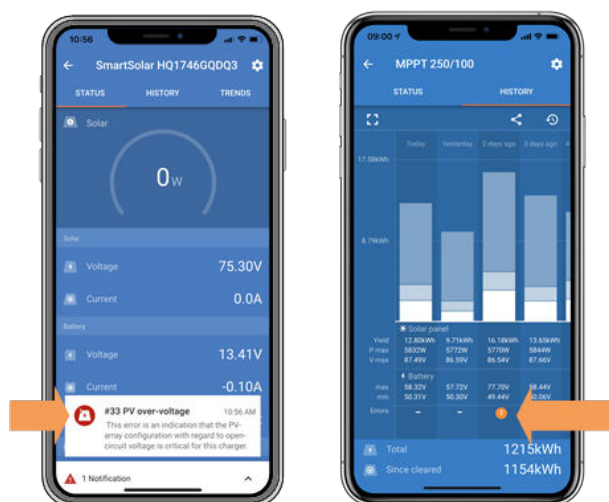 10:56
SmartSolar HQ1746GQDQ3
STATUS HISTORY TRENDS
Solar
0W
Solar
Voltage 75.30V
Current 0.0A
Battery
Voltage 13.41V
Current -0.10A
#33 PV over-voltage 10:56 AM
This error is an indication that the PV-
array configuration with regard to open-
circuit voltage is critical for this charger.
1 Notification
09:00
MPPT 250/100
STATUS HISTORY
Today Yesterday 2 days ago 3 days ago 4
17.58kWh
8.79kWh
Solar panel
Yield 12.80kWh 9.71kWh 16.18kWh 13.65kWh
P max 5832W 5772W 5770W 5844W
V max 87.49V 86.59V 86.54V 87.66V
Battery
max 58.32V 57.72V 77.70V 58.44V
min 50.31V 50.30V 49.44V
Errors – –
Total 1215kWh
Since cleared 1154kWh